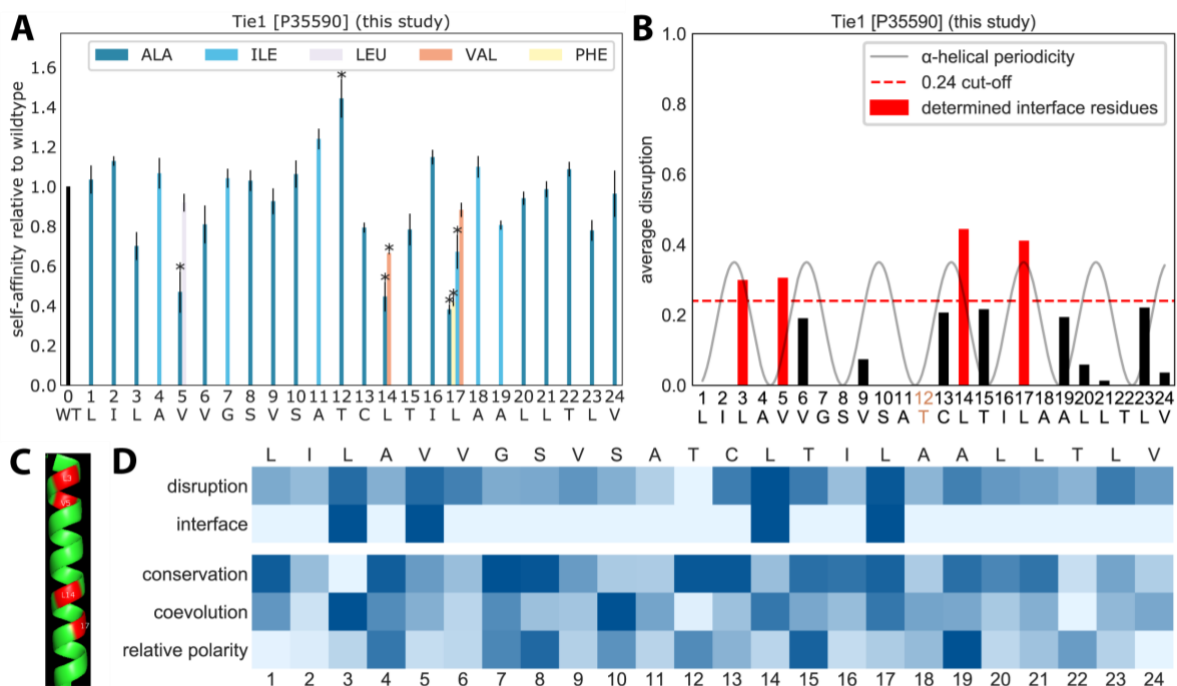 A
Tie1 [P35590] (this study)
ALA ILE LEU VAL PHE
self-affinity relative to wildtype
1.6
1.4
1.2
1.0
0.8
0.6
0.4
0.2
0.0
* * * * * * *
0 1 2 3 4 5 6 7 8 9 10 11 12 13 14 15 16 17 18 19 20 21 22 23 24
WT L I L A V V G S V S A T C L T I L A A L L T L V
B
Tie1 [P35590] (this study)
α-helical periodicity
0.24 cut-off
determined interface residues
average disruption
1.0
0.8
0.6
0.4
0.2
0.0
1 2 3 4 5 6 7 8 9 10 11 12 13 14 15 16 17 18 19 20 21 22 23 24
L I L A V V G S V S A T C L T I L A A L L T L V
C
L3
V5
L14
17
D
L I L A V V G S V S A T C L T I L A A L L T L V
disruption
interface
conservation
coevolution
relative polarity
1 2 3 4 5 6 7 8 9 10 11 12 13 14 15 16 17 18 19 20 21 22 23 24